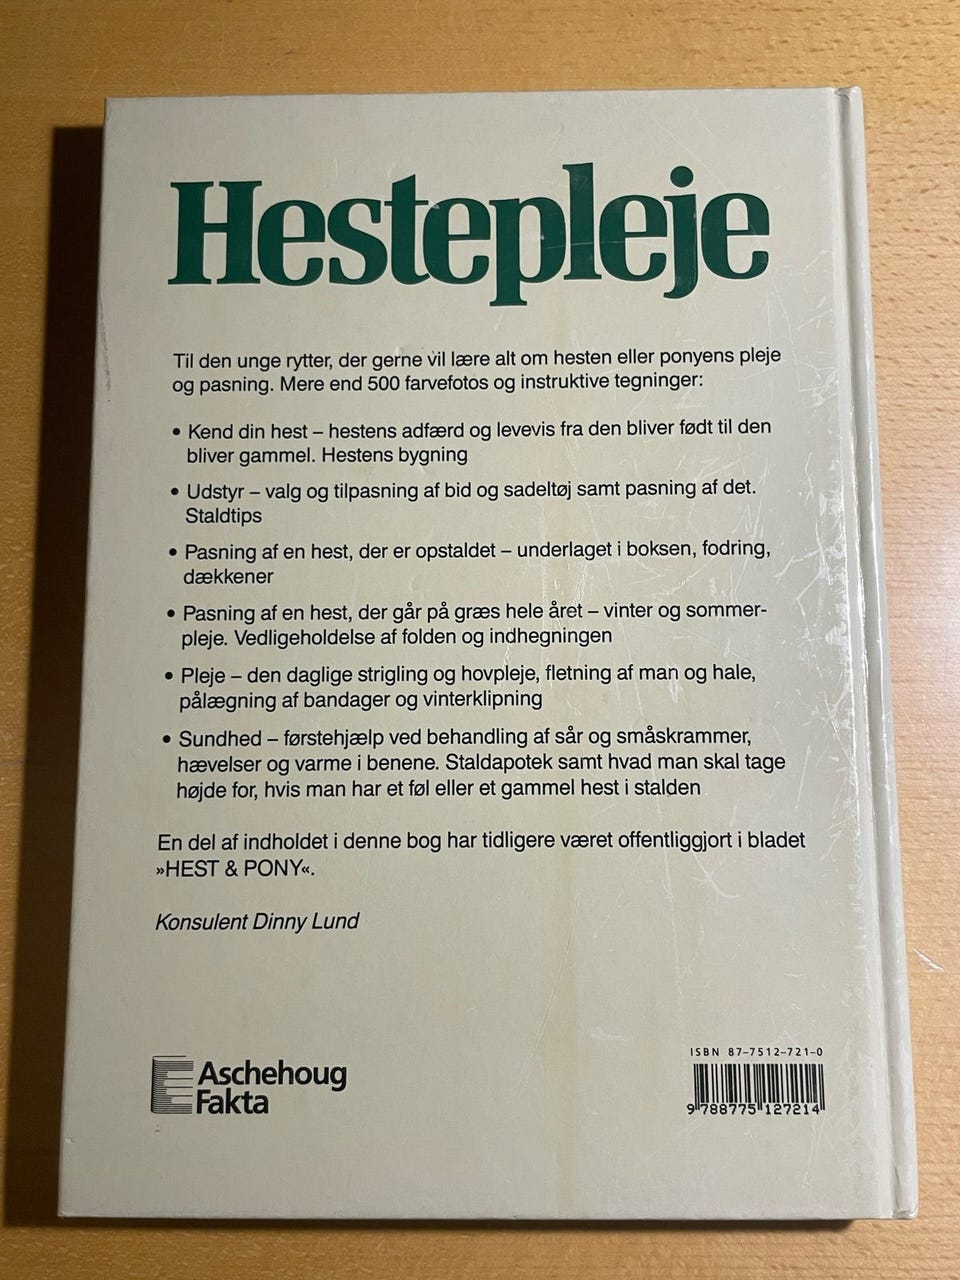 Hestepleje
Til den unge rytter, der gerne vil lære alt om hesten eller ponyens pleje
og pasning. Mere end 500 farvefotos og instruktive tegninger:
• Kend din hest – hestens adfærd og levevis fra den bliver født til den
bliver gammel. Hestens bygning
• Udstyr – valg og tilpasning af bid og sadeltøj samt pasning af det.
Staldtips
• Pasning af en hest, der er opstaldet – underlaget i boksen, fodring,
dækkener
• Pasning af en hest, der går på græs hele året – vinter og sommer-
pleje. Vedligeholdelse af folden og indhegningen
• Pleje – den daglige strigling og hovpleje, fletning af man og hale,
pålægning af bandager og vinterklipning
• Sundhed – førstehjælp ved behandling af sår og småskrammer,
hævelser og varme i benene. Staldapotek samt hvad man skal tage
højde for, hvis man har et føl eller et gammel hest i stalden
En del af indholdet i denne bog har tidligere været offentliggjort i bladet
»HEST & PONY«.
Konsulent Dinny Lund
Aschehoug
Fakta
ISBN 87-7512-721-0
9 788775 127214